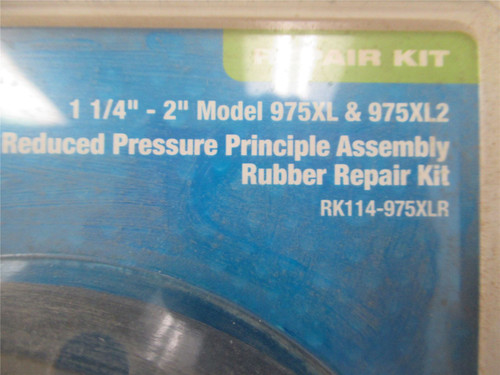 REPAIR KIT
1 1/4" - 2" Model 975XL & 975XL2
Reduced Pressure Principle Assembly
Rubber Repair Kit
RK114-975XLR